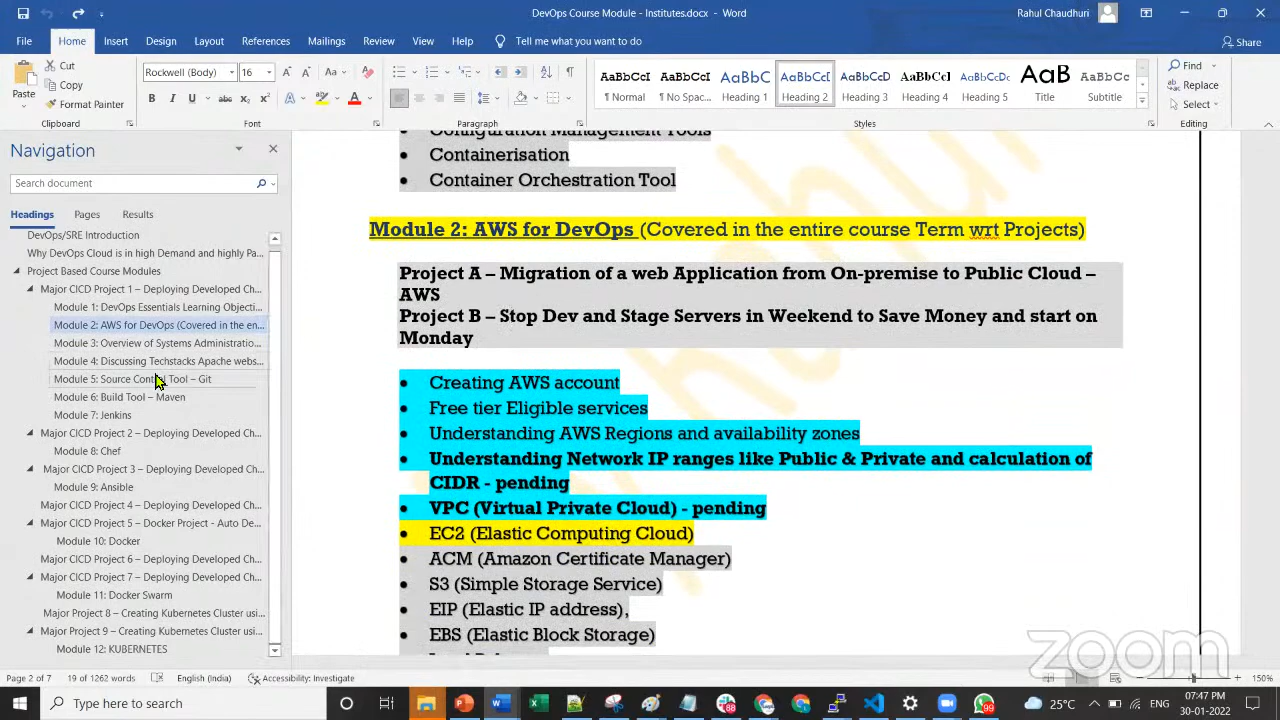 DevOps Course Module - Institutes.docx - Word
Rahul Chaudhuri
File Home Insert Design Layout References Mailings Review View Help Tell me what you want to do Share
Paste Cut Copy Format Painter
Clipboard
Rockwell (Body) 16
Font
Paragraph
AaBbCcI AaBbCcI AaBbC AaBbCcI AaBbCcD AaBbCcI AaBbCcDc AaB AaBbCcD
¶ Normal ¶ No Spac... Heading 1 Heading 2 Heading 3 Heading 4 Heading 5 Title Subtitle
Styles
Find
Replace
Select
Editing
Navigation
Search document
Headings Pages Results
DevOps/SRE Introduction
Why DevOps Cloud is in high Demand and highly Pa...
Project Based Course Modules
Major CICD Project 1 – Deploying Developed Ch...
Module 1: DevOps Essentials Learning Objecti...
Module 2: AWS for DevOps (Covered in the en...
Module 3: Overview of Systems Administratio...
Module 4: Discussing Techstacks Apache webs...
Module 5: Source Control Tool – Git
Module 6: Build Tool – Maven
Module 7: Jenkins
Major CICD Project 2 – Deploying Developed Ch...
Module 8: Chef
Major CICD Project 3 – Deploying Developed Ch...
Module 9: Ansible
Major CICD Project 4 – Deploying Developed Ch...
Major CICD Project 5 – Docker Project - Auto De...
Module 10: Docker
Major CICD Project 6 – Deploying Developed Ch...
Major CICD Project 7 – Deploying Developed Ch...
Module 11: Docker Swarm
Major Project 8 – Creating Kubernetes Cluster usi...
Major Project 9 – Creating Kubernetes Cluster usi...
Module 12: KUBERNETES
Configuration Management Tools
Containerisation
Container Orchestration Tool
Module 2: AWS for DevOps (Covered in the entire course Term wrt Projects)
Project A – Migration of a web Application from On-premise to Public Cloud –
AWS
Project B – Stop Dev and Stage Servers in Weekend to Save Money and start on
Monday
Creating AWS account
Free tier Eligible services
Understanding AWS Regions and availability zones
Understanding Network IP ranges like Public & Private and calculation of
CIDR - pending
VPC (Virtual Private Cloud) - pending
EC2 (Elastic Computing Cloud)
ACM (Amazon Certificate Manager)
S3 (Simple Storage Service)
EIP (Elastic IP address),
EBS (Elastic Block Storage)
zoom
Page 2 of 7 19 of 1262 words English (India) Accessibility: Investigate 150%
Type here to search
25°C ENG 07:47 PM
30-01-2022